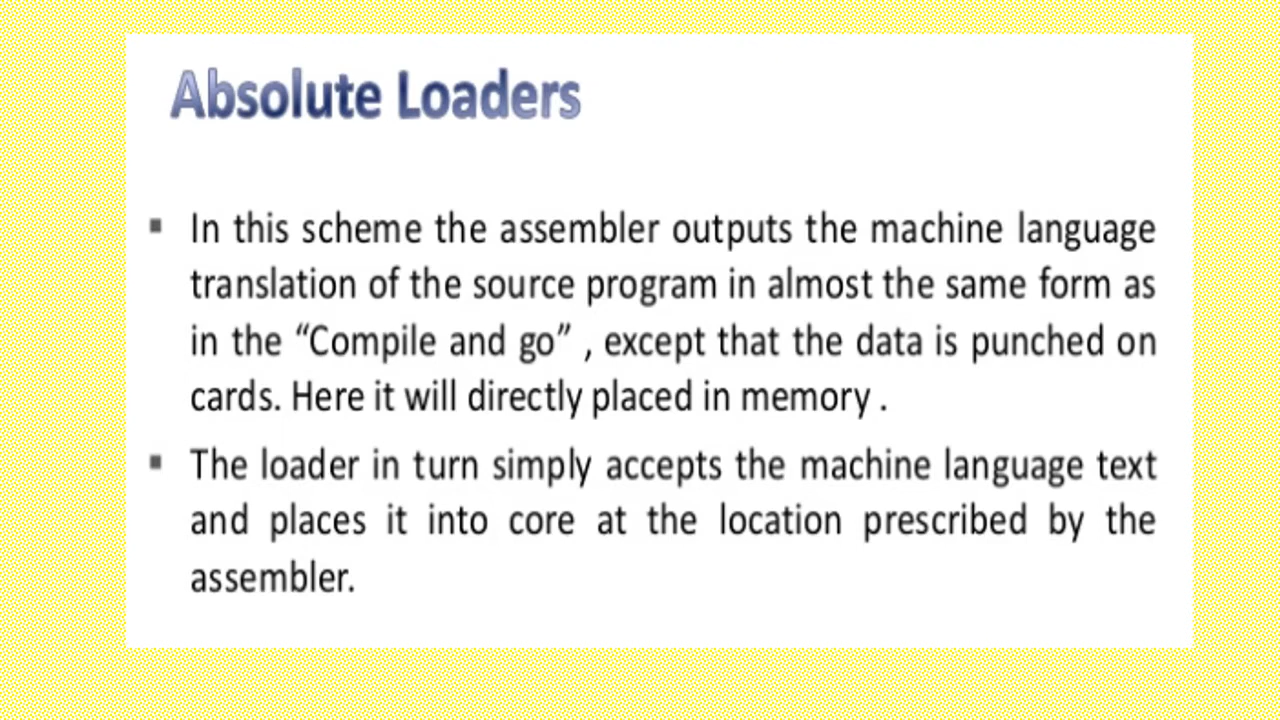 Absolute Loaders
▪ In this scheme the assembler outputs the machine language
translation of the source program in almost the same form as
in the “Compile and go” , except that the data is punched on
cards. Here it will directly placed in memory .
▪ The loader in turn simply accepts the machine language text
and places it into core at the location prescribed by the
assembler.